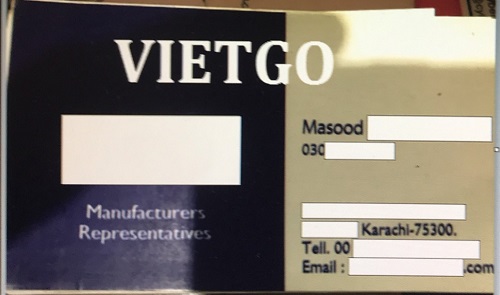 VIETGO
Manufacturers
Representatives
Masood
030
Karachi-75300.
Tell. 00
Email :
.com